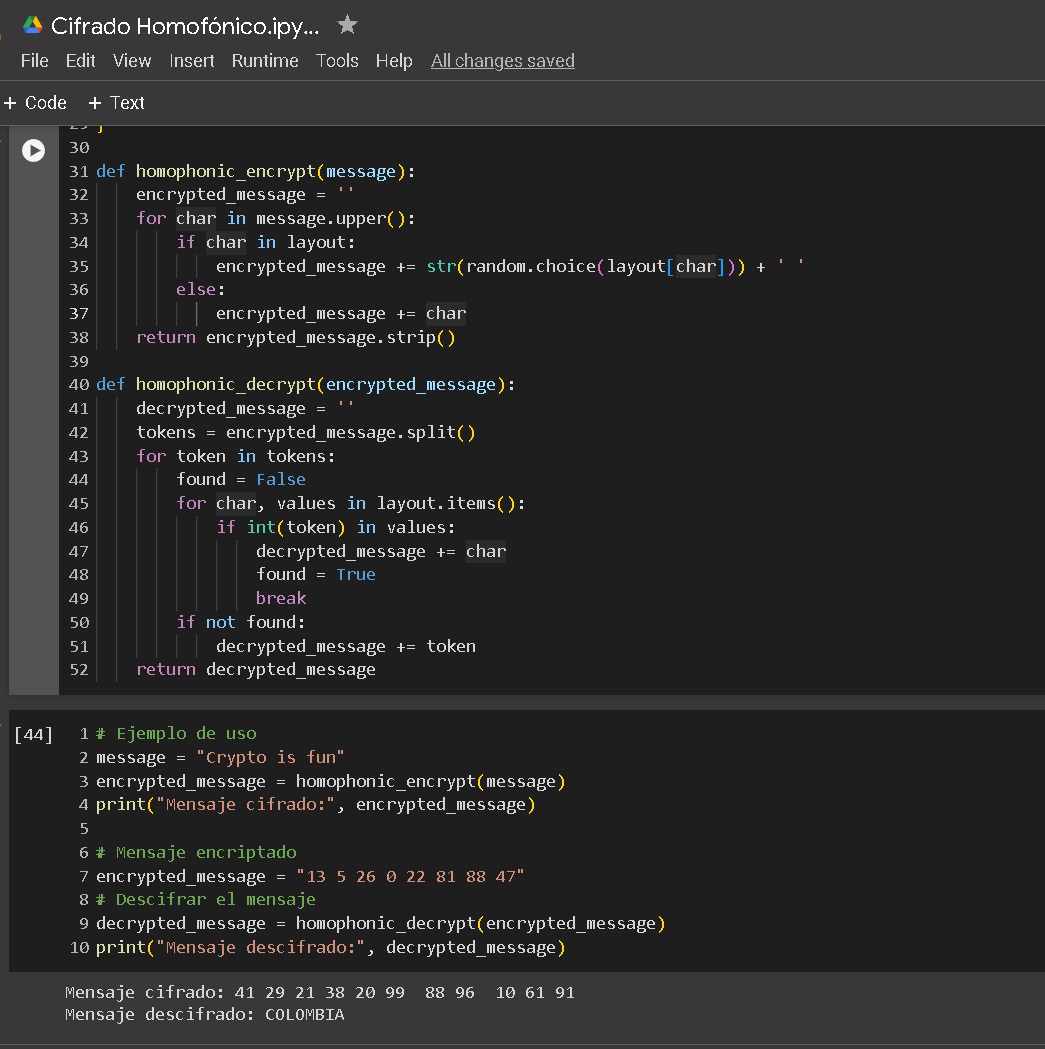 Cifrado Homofónico.ipy...
File Edit View Insert Runtime Tools Help All changes saved
+ Code + Text
29 }
30
31 def homophonic_encrypt(message):
32     encrypted_message = ''
33     for char in message.upper():
34         if char in layout:
35             encrypted_message += str(random.choice(layout[char])) + ' '
36         else:
37             encrypted_message += char
38     return encrypted_message.strip()
39
40 def homophonic_decrypt(encrypted_message):
41     decrypted_message = ''
42     tokens = encrypted_message.split()
43     for token in tokens:
44         found = False
45         for char, values in layout.items():
46             if int(token) in values:
47                 decrypted_message += char
48                 found = True
49                 break
50         if not found:
51             decrypted_message += token
52     return decrypted_message
[44] 1 # Ejemplo de uso
2 message = "Crypto is fun"
3 encrypted_message = homophonic_encrypt(message)
4 print("Mensaje cifrado:", encrypted_message)
5
6 # Mensaje encriptado
7 encrypted_message = "13 5 26 0 22 81 88 47"
8 # Descifrar el mensaje
9 decrypted_message = homophonic_decrypt(encrypted_message)
10 print("Mensaje descifrado:", decrypted_message)
Mensaje cifrado: 41 29 21 38 20 99  88 96  10 61 91
Mensaje descifrado: COLOMBIA